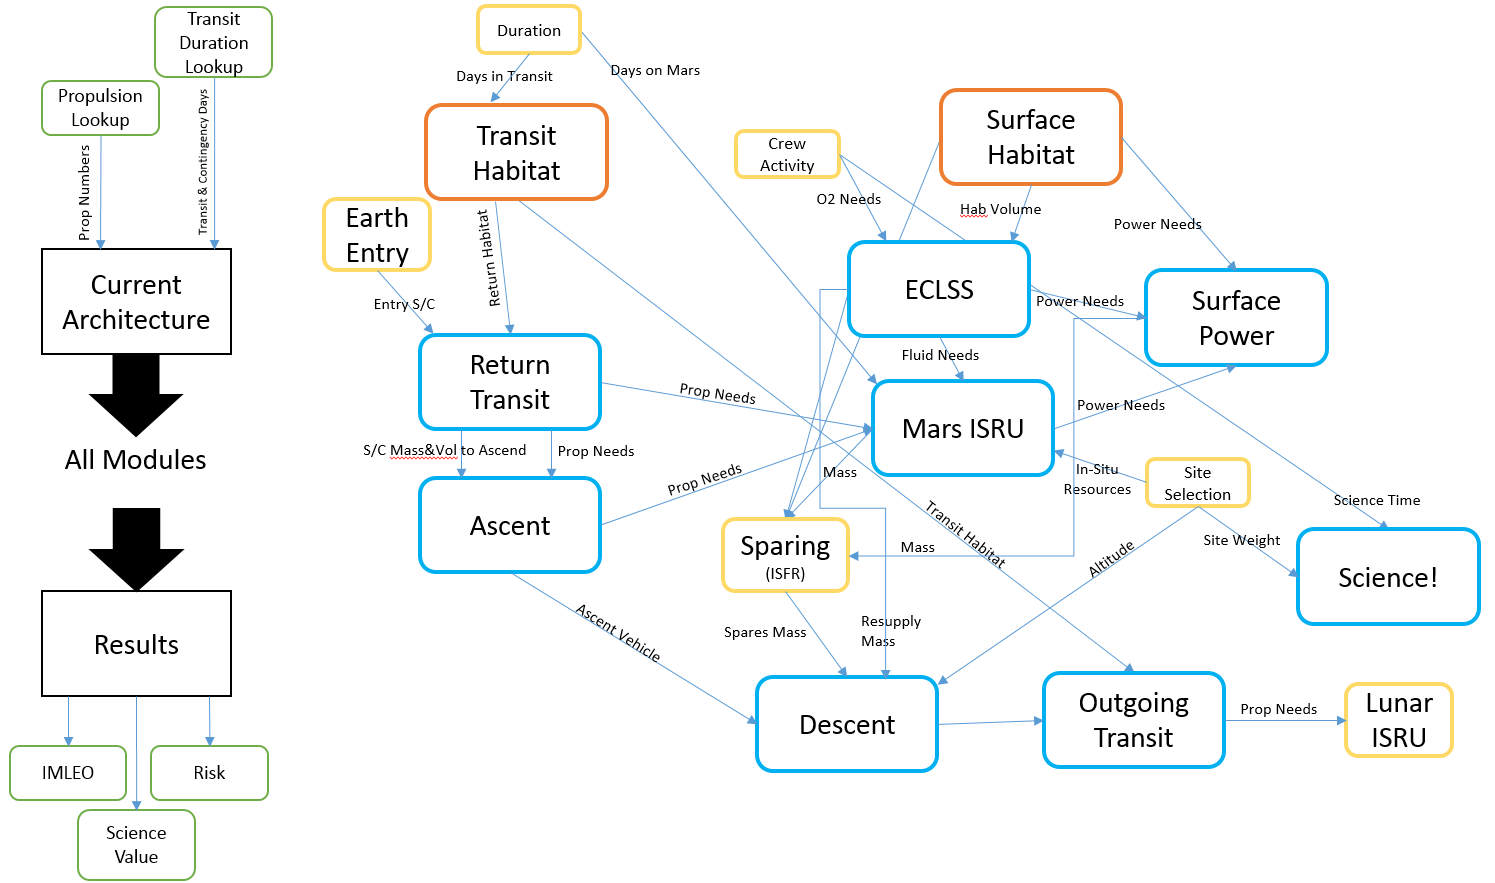 Transit
Duration
Lookup
Propulsion
Lookup
Prop Numbers
Transit & Contingency Days
Current
Architecture
All Modules
Results
IMLEO
Risk
Science
Value
Duration
Days in Transit
Days on Mars
Transit
Habitat
Earth
Entry
Entry S/C
Return Habitat
Return
Transit
S/C Mass&Vol to Ascend
Prop Needs
Prop Needs
Ascent
Prop Needs
Ascent Vehicle
Crew
Activity
O2 Needs
Surface
Habitat
Hab Volume
Power Needs
ECLSS
Power Needs
Surface
Power
Fluid Needs
Mars ISRU
Power Needs
Mass
In-Situ
Resources
Site
Selection
Science Time
Transit Habitat
Sparing
(ISFR)
Mass
Altitude
Site Weight
Science!
Spares Mass
Resupply
Mass
Descent
Outgoing
Transit
Prop Needs
Lunar
ISRU